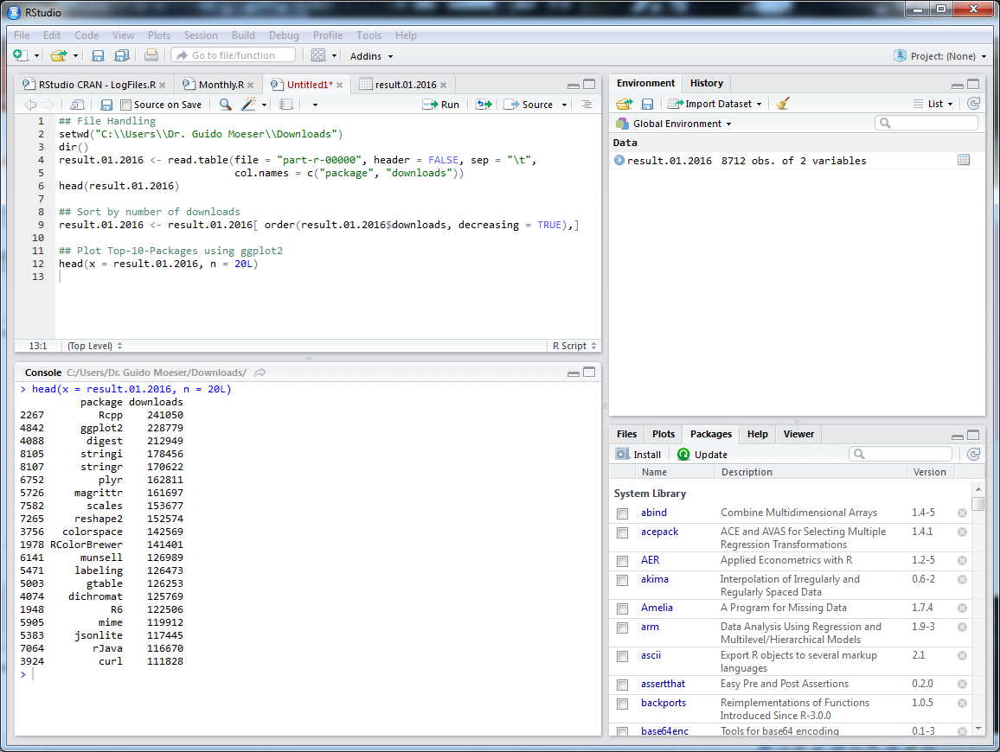 RStudio
File Edit Code View Plots Session Build Debug Profile Tools Help
Go to file/function Addins Project: (None)
RStudio CRAN - LogFiles.R Monthly.R Untitled1* result.01.2016
Source on Save Run Source
1 ## File Handling
2 setwd("C:\\Users\\Dr. Guido Moeser\\Downloads")
3 dir()
4 result.01.2016 <- read.table(file = "part-r-00000", header = FALSE, sep = "\t",
5 col.names = c("package", "downloads"))
6 head(result.01.2016)
7
8 ## Sort by number of downloads
9 result.01.2016 <- result.01.2016[ order(result.01.2016$downloads, decreasing = TRUE),]
10
11 ## Plot Top-10-Packages using ggplot2
12 head(x = result.01.2016, n = 20L)
13
13:1 (Top Level) R Script
Console C:/Users/Dr. Guido Moeser/Downloads/
> head(x = result.01.2016, n = 20L)
package downloads
2267 Rcpp 241050
4842 ggplot2 228779
4088 digest 212949
8105 stringi 178456
8107 stringr 170622
6752 plyr 162811
5726 magrittr 161697
7582 scales 153677
7265 reshape2 152574
3756 colorspace 142569
1978 RColorBrewer 141401
6141 munsell 126989
5471 labeling 126473
5003 gtable 126253
4074 dichromat 125769
1948 R6 122506
5905 mime 119912
5383 jsonlite 117445
7064 rJava 116670
3924 curl 111828
>
Environment History
Import Dataset List
Global Environment
Data
result.01.2016 8712 obs. of 2 variables
Files Plots Packages Help Viewer
Install Update
Name Description Version
System Library
abind Combine Multidimensional Arrays 1.4-5
acepack ACE and AVAS for Selecting Multiple 1.4.1
Regression Transformations
AER Applied Econometrics with R 1.2-5
akima Interpolation of Irregularly and 0.6-2
Regularly Spaced Data
Amelia A Program for Missing Data 1.7.4
arm Data Analysis Using Regression and 1.9-3
Multilevel/Hierarchical Models
ascii Export R objects to several markup 2.1
languages
assertthat Easy Pre and Post Assertions 0.2.0
backports Reimplementations of Functions 1.0.5
Introduced Since R-3.0.0
base64enc Tools for base64 encoding 0.1-3